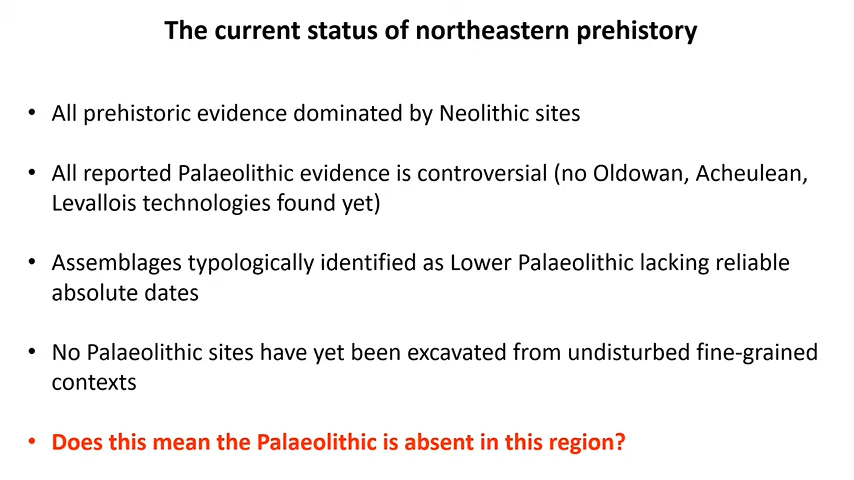 The current status of northeastern prehistory
• All prehistoric evidence dominated by Neolithic sites
• All reported Palaeolithic evidence is controversial (no Oldowan, Acheulean,
Levallois technologies found yet)
• Assemblages typologically identified as Lower Palaeolithic lacking reliable
absolute dates
• No Palaeolithic sites have yet been excavated from undisturbed fine-grained
contexts
• Does this mean the Palaeolithic is absent in this region?